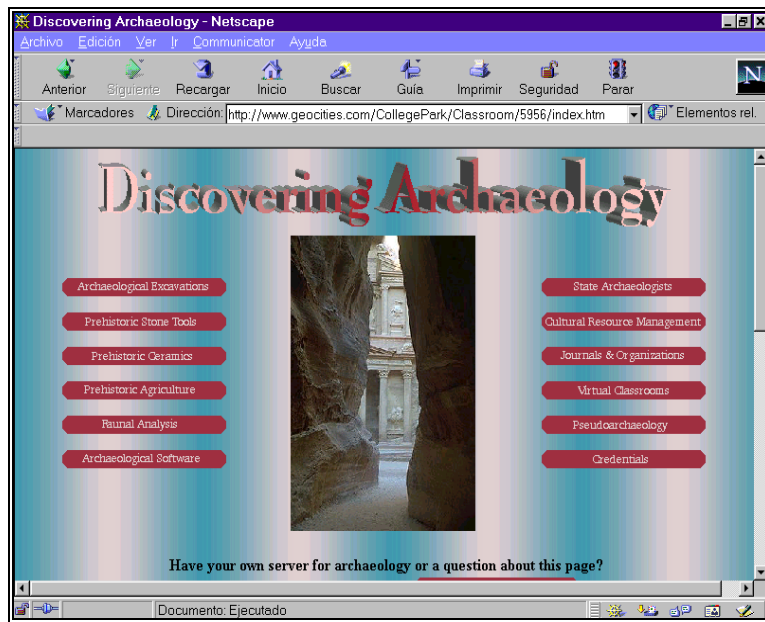 Discovering Archaeology - Netscape
Archivo Edición Ver Ir Communicator Ayuda
Anterior Siguiente Recargar Inicio Buscar Guía Imprimir Seguridad Parar
N
Marcadores Dirección: http://www.geocities.com/CollegePark/Classroom/5956/index.htm Elementos rel.
Discovering Archaeology
Archaeological Excavations
Prehistoric Stone Tools
Prehistoric Ceramics
Prehistoric Agriculture
Faunal Analysis
Archaeological Software
State Archaeologists
Cultural Resource Management
Journals & Organizations
Virtual Classrooms
Pseudoarchaeology
Credentials
Have your own server for archaeology or a question about this page?
Documento: Ejecutado